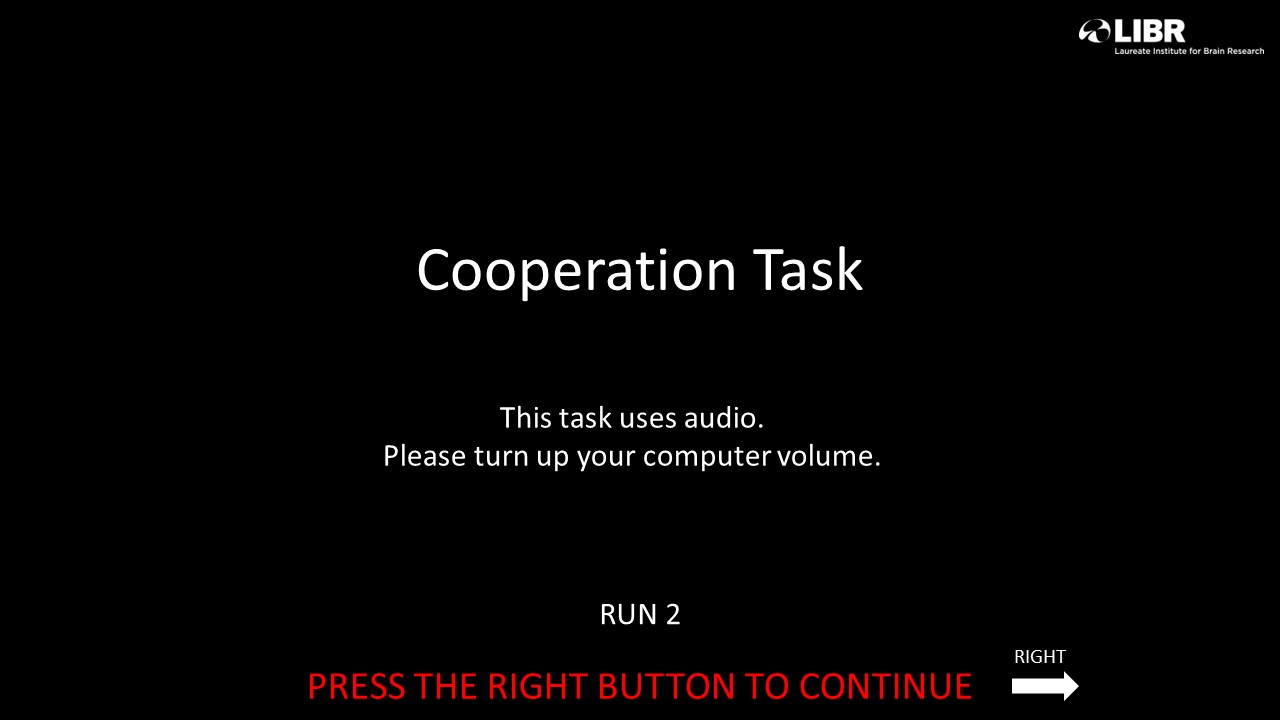 LIBR
Laureate Institute for Brain Research
Cooperation Task
This task uses audio.
Please turn up your computer volume.
RUN 2
RIGHT
PRESS THE RIGHT BUTTON TO CONTINUE